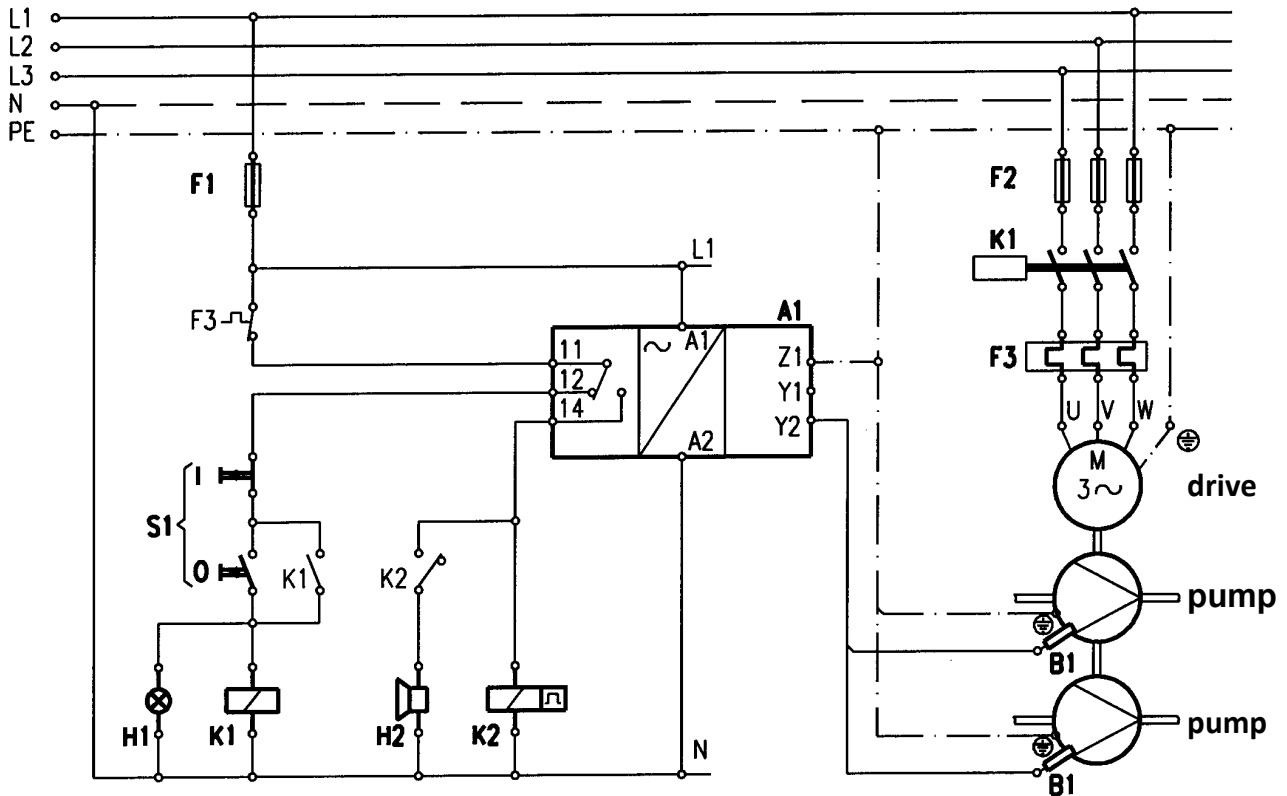 L1
L2
L3
N
PE
F1
F2
K1
L1
F3
A1
F3
11
12
14
A1
A2
Z1
Y1
Y2
U V W
M
3~
drive
I
S1
O
K1
K2
pump
B1
H1
K1
H2
K2
N
pump
B1